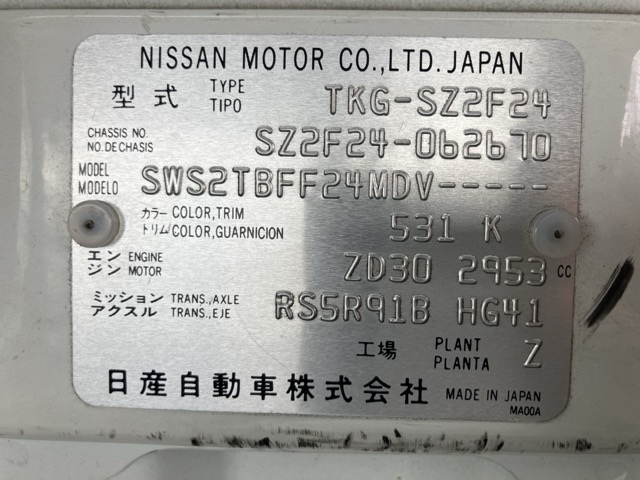 NISSAN MOTOR CO.,LTD. JAPAN
型式 TYPE TIPO TKG-SZ2F24
CHASSIS NO. NO. DE CHASIS SZ2F24-062670
MODEL MODELO SWS2TBFF24MDV-----
カラー COLOR,TRIM トリム COLOR,GUARNICION 531 K
エンジン ENGINE MOTOR ZD30 2953 CC
ミッション TRANS.,AXLE アクスル TRANS.,EJE RS5R91B HG41
工場 PLANT PLANTA Z
日産自動車株式会社 MADE IN JAPAN
MA00A